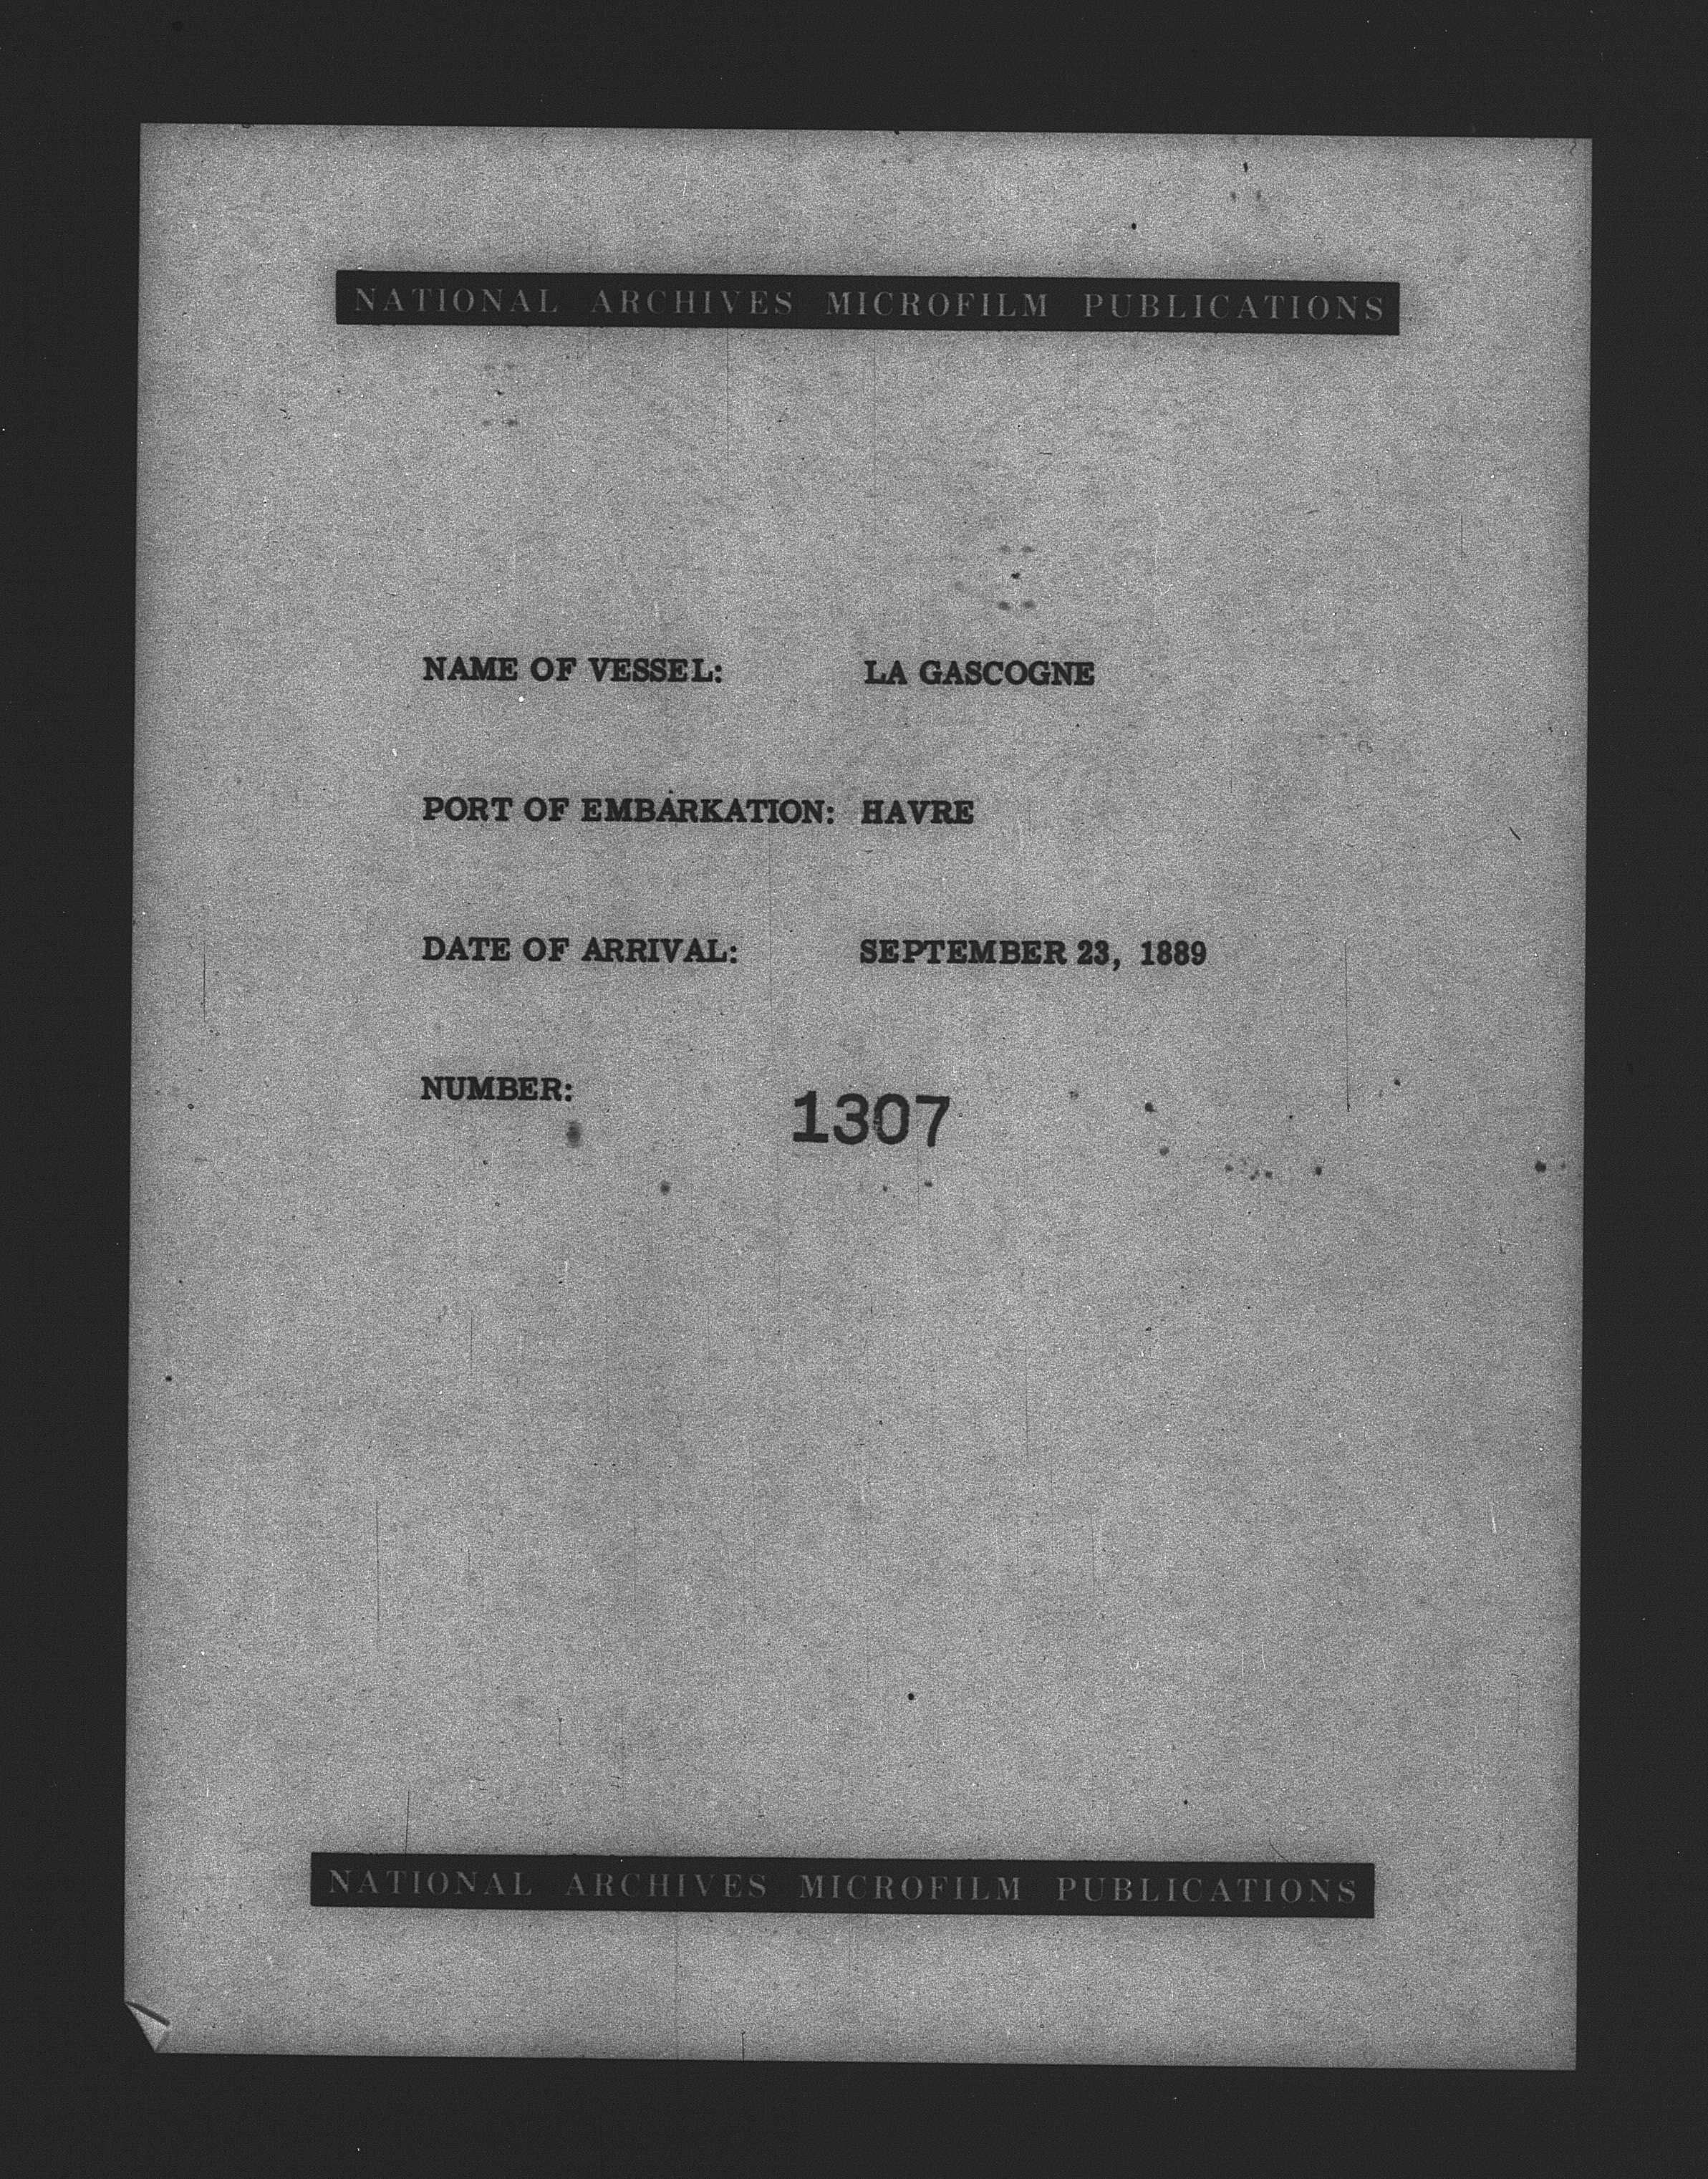 NATIONAL ARCHIVES MICROFILM PUBLICATIONS
NAME OF VESSEL: LA GASCOGNE
PORT OF EMBARKATION: HAVRE
DATE OF ARRIVAL: SEPTEMBER 23, 1889
NUMBER: 1307
NATIONAL ARCHIVES MICROFILM PUBLICATIONS